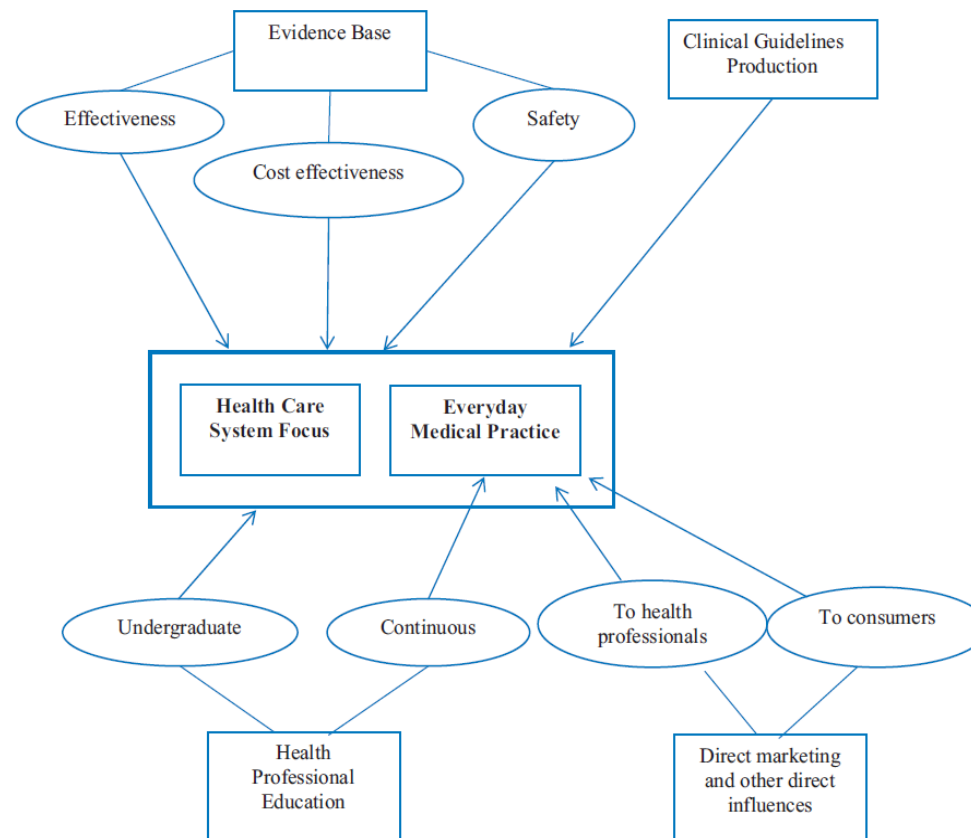 Evidence Base
Clinical Guidelines
Production
Effectiveness
Safety
Cost effectiveness
Health Care
System Focus
Everyday
Medical Practice
Undergraduate
Continuous
To health
professionals
To consumers
Health
Professional
Education
Direct marketing
and other direct
influences